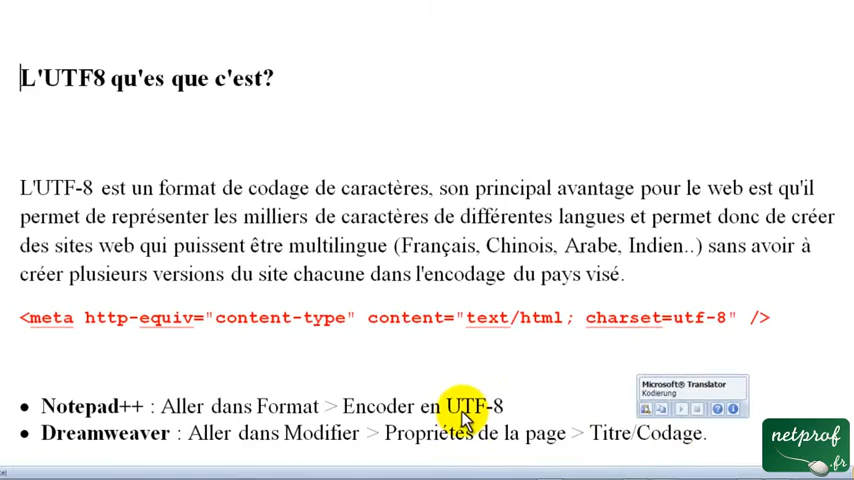 L'UTF8 qu'es que c'est?
L'UTF-8 est un format de codage de caractères, son principal avantage pour le web est qu'il
permet de représenter les milliers de caractères de différentes langues et permet donc de créer
des sites web qui puissent être multilingue (Français, Chinois, Arabe, Indien..) sans avoir à
créer plusieurs versions du site chacune dans l'encodage du pays visé.
<meta http-equiv="content-type" content="text/html; charset=utf-8" />
Microsoft® Translator
Kodierung
• Notepad++ : Aller dans Format > Encoder en UTF-8
• Dreamweaver : Aller dans Modifier > Propriétés de la page > Titre/Codage.
netprof
.fr